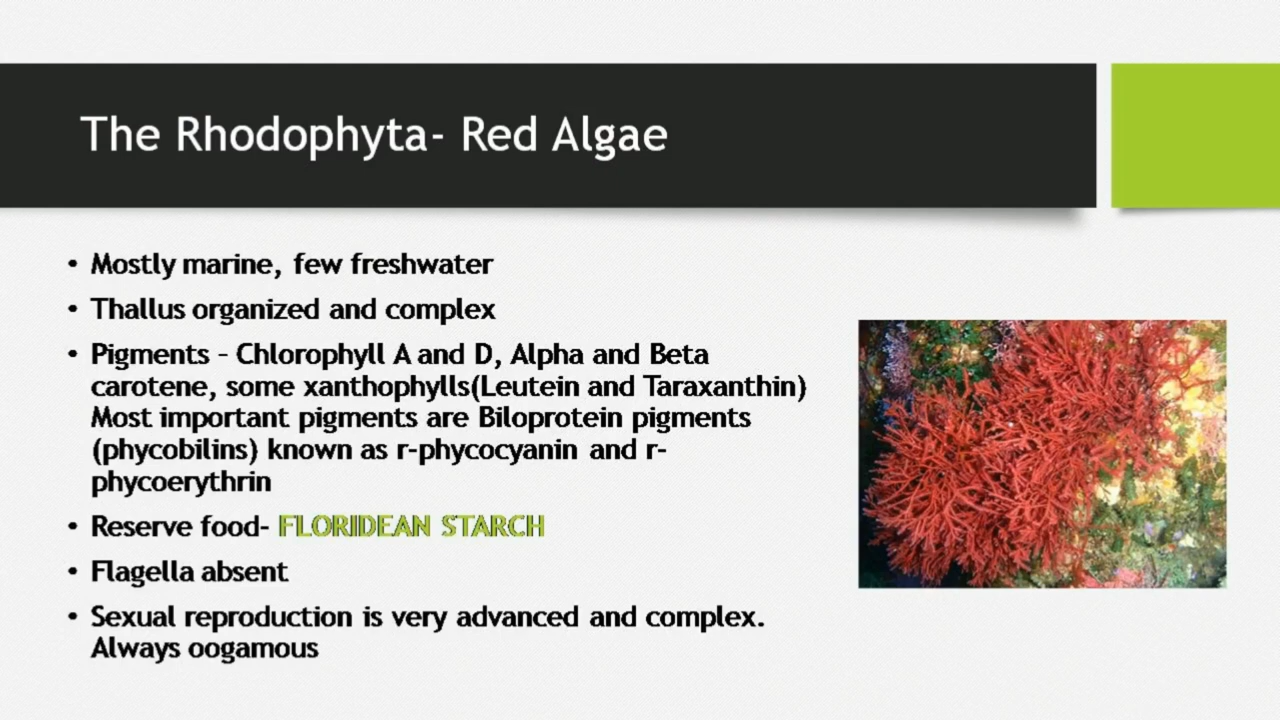 The Rhodophyta- Red Algae
• Mostly marine, few freshwater
• Thallus organized and complex
• Pigments – Chlorophyll A and D, Alpha and Beta
carotene, some xanthophylls(Leutein and Taraxanthin)
Most important pigments are Biloprotein pigments
(phycobilins) known as r-phycocyanin and r-
phycoerythrin
• Reserve food- FLORIDEAN STARCH
• Flagella absent
• Sexual reproduction is very advanced and complex.
Always oogamous